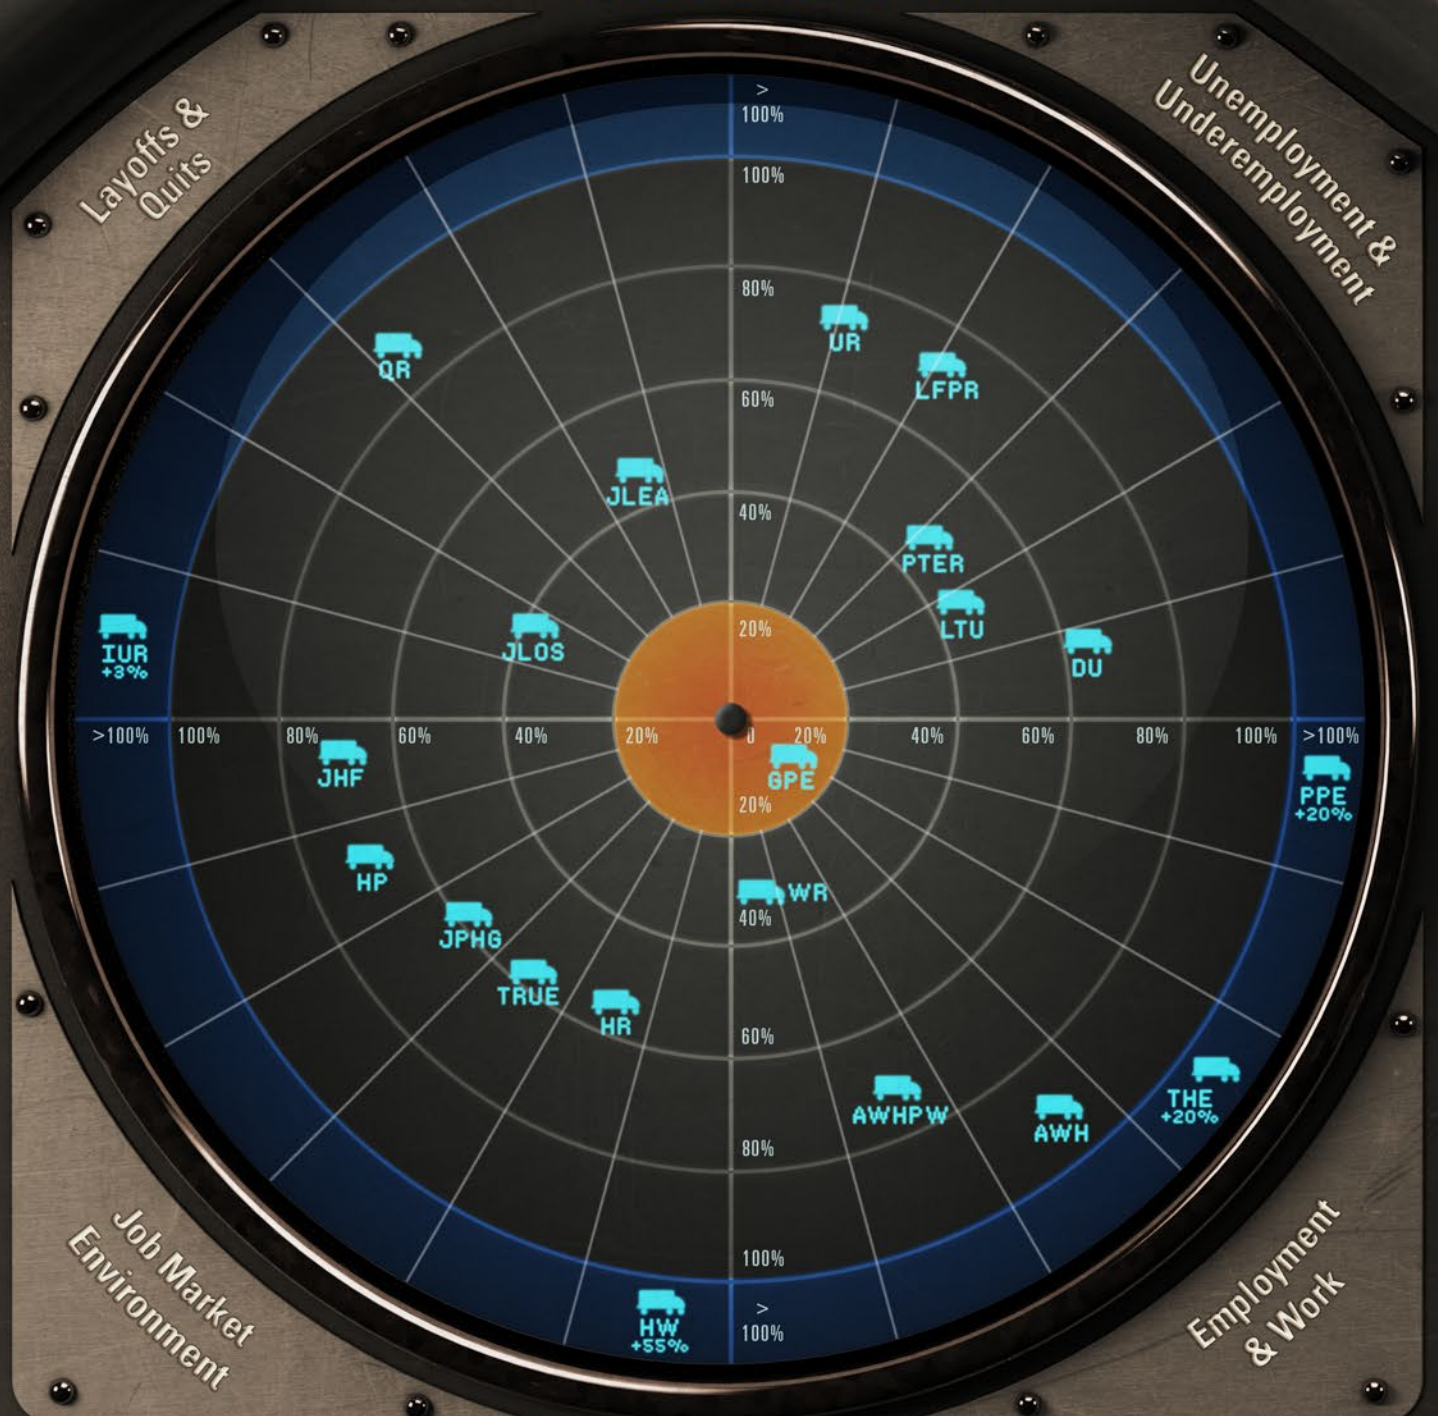 Layoffs &
Quits
Unemployment &
Underemployment
>
100%
100%
80%
60%
40%
20%
QR
UR
LFPR
JLEA
PTER
LTU
JLOS
DU
IUR
+3%
>100%
100%
80%
60%
40%
20%
0
20%
40%
60%
80%
100%
>100%
JHF
GPE
PPE
+20%
20%
HP
WR
40%
JPHG
TRUE
HR
60%
AWHPW
THE
+20%
AWH
80%
100%
HW
+55%
>
100%
Job Market
Environment
Employment
& Work